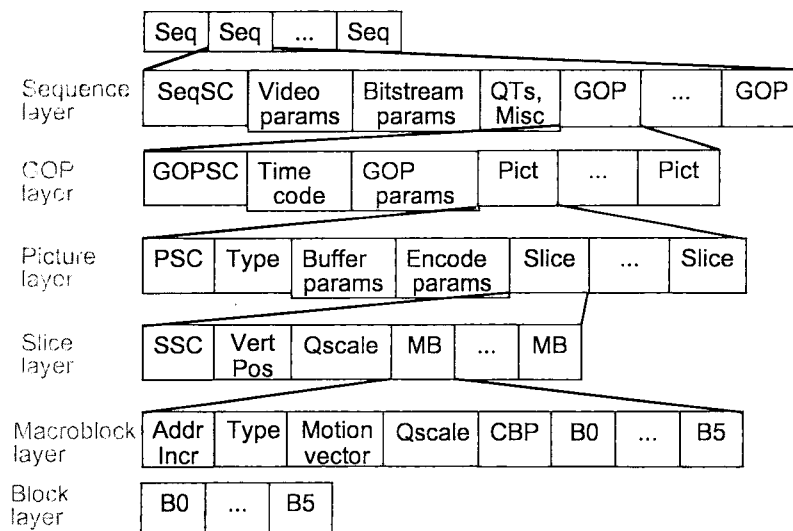 Seq Seq ... Seq
Sequence layer
SeqSC Video params Bitstream params QTs, Misc GOP ... GOP
GOP layer
GOPSC Time code GOP params Pict ... Pict
Picture layer
PSC Type Buffer params Encode params Slice ... Slice
Slice layer
SSC Vert Pos Qscale MB ... MB
Macroblock layer
Addr Incr Type Motion vector Qscale CBP B0 ... B5
Block layer
B0 ... B5